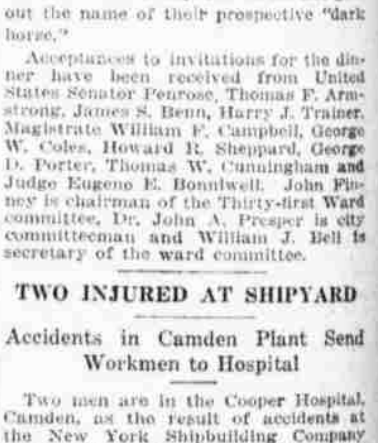 out the name of their prospective "dark
horse."
Acceptances to invitations for the din-
ner have been received from United
States Senator Penrose, Thomas F. Arm-
strong, James S. Benn, Harry J. Trainer,
Magistrate William F. Campbell, George
W. Coles, Howard R. Sheppard, George
D. Porter, Thomas W. Cunningham and
Judge Eugene E. Bonniwell. John Fin-
ney is chairman of the Thirty-first Ward
committee, Dr. John A. Presper is city
committeeman and William J. Bell is
secretary of the ward committee.
TWO INJURED AT SHIPYARD
Accidents in Camden Plant Send
Workmen to Hospital
Two men are in the Cooper Hospital,
Camden, as the result of accidents at
the New York Shipbuilding Company